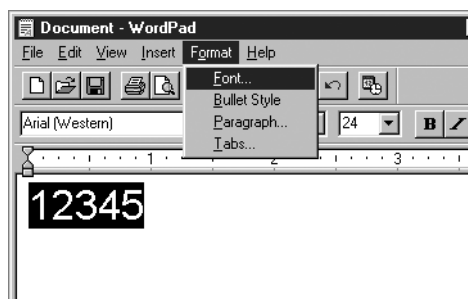 Document - WordPad
File Edit View Insert Format Help
Font...
Bullet Style
Paragraph...
Tabs...
Arial (Western) 24 B I
1 2 3
12345